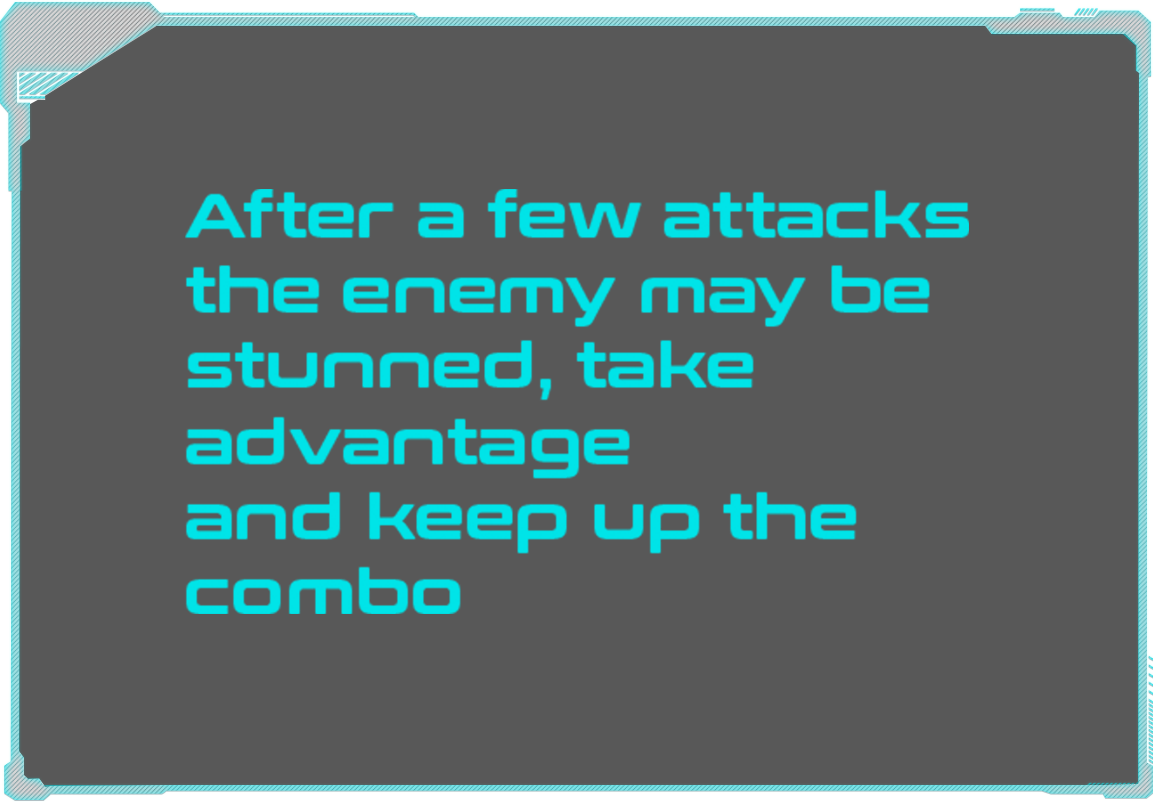 After a few attacks
the enemy may be
stunned, take
advantage
and keep up the
combo